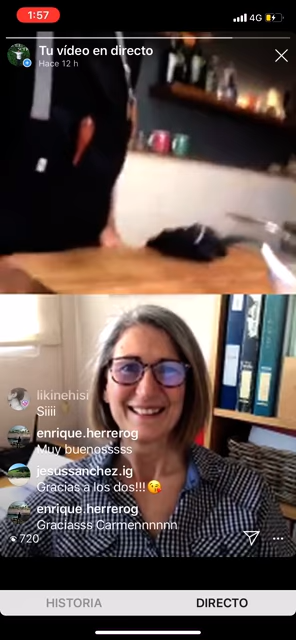 1:57
4G
Tu vídeo en directo
Hace 12 h
likinehisi
Siiii
enrique.herrerog
Muy buenosssss
jesussanchez.ig
Gracias a los dos!!!😘
enrique.herrerog
Graciasss Carmennnnnn
720
HISTORIA
DIRECTO